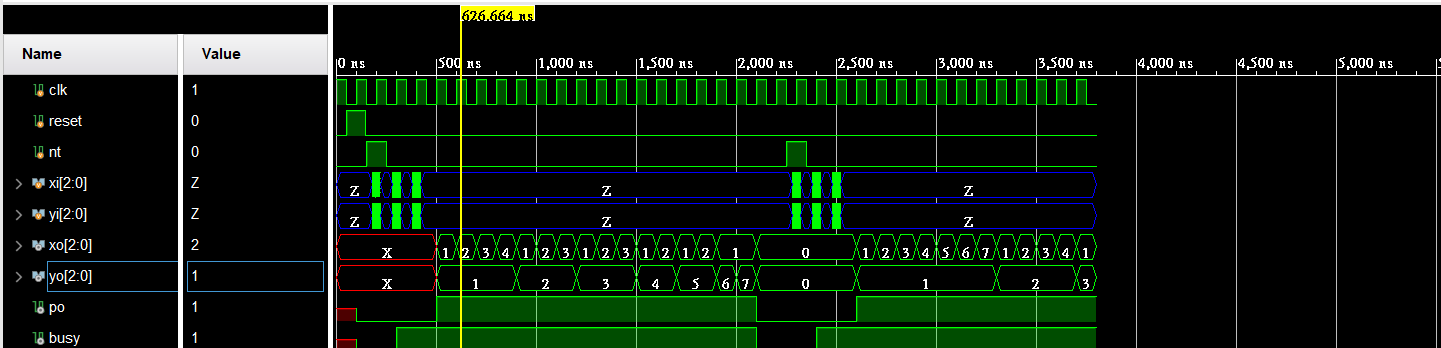 626.664 ns
Name Value
0 ns 500 ns 1,000 ns 1,500 ns 2,000 ns 2,500 ns 3,000 ns 3,500 ns 4,000 ns 4,500 ns 5,000 ns
clk 1
reset 0
nt 0
xi[2:0] Z Z Z Z
yi[2:0] Z Z Z Z
xo[2:0] 2 X 1 2 3 4 1 2 3 1 2 3 1 2 1 2 1 0 1 2 3 4 5 6 7 1 2 3 4 1
yo[2:0] 1 X 1 2 3 4 5 6 7 0 1 2 3
po 1
busy 1